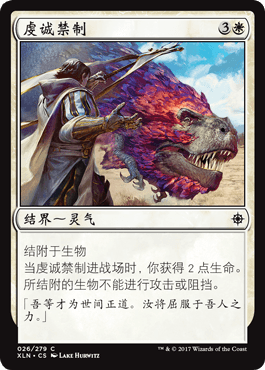 虔诚禁制 3
结界～灵气
结附于生物
当虔诚禁制进战场时，你获得2点生命。
所结附的生物不能进行攻击或阻挡。
「吾等才为世间正道。汝将屈服于吾人之
力。」
026/279 C
XLN • CS LAKE HURWITZ
™ & © 2017 Wizards of the Coast